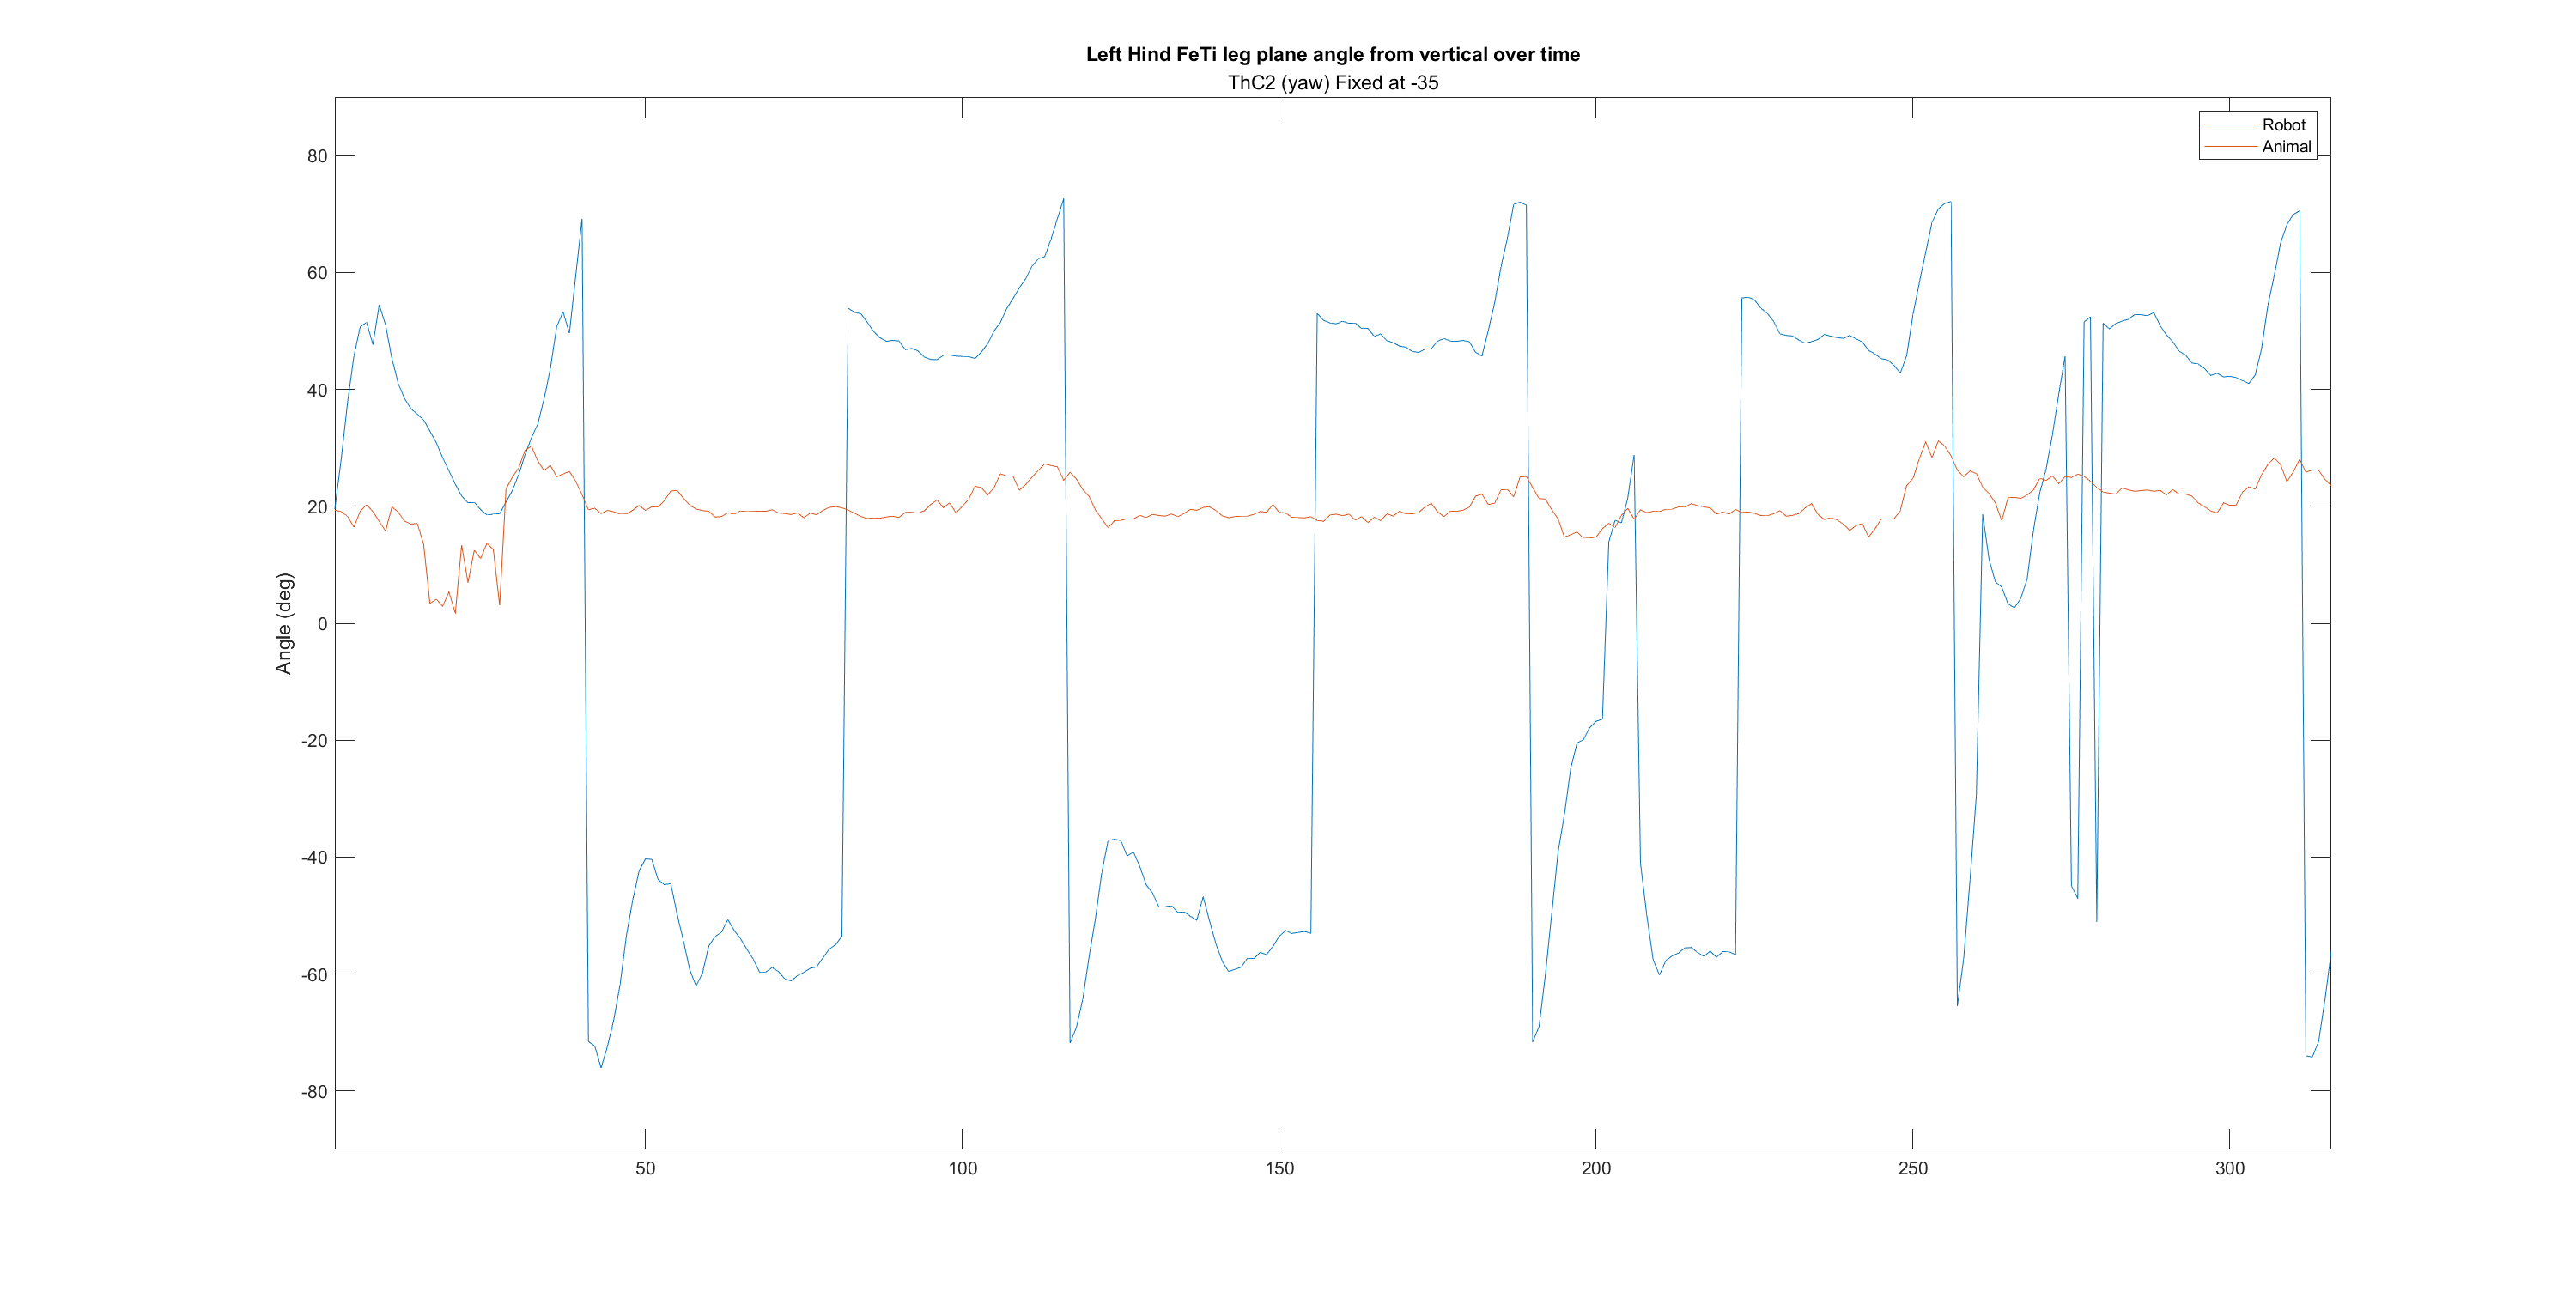 Left Hind FeTi leg plane angle from vertical over time
ThC2 (yaw) Fixed at -35
Robot
Animal
Angle (deg)
80
60
40
20
0
-20
-40
-60
-80
50 100 150 200 250 300